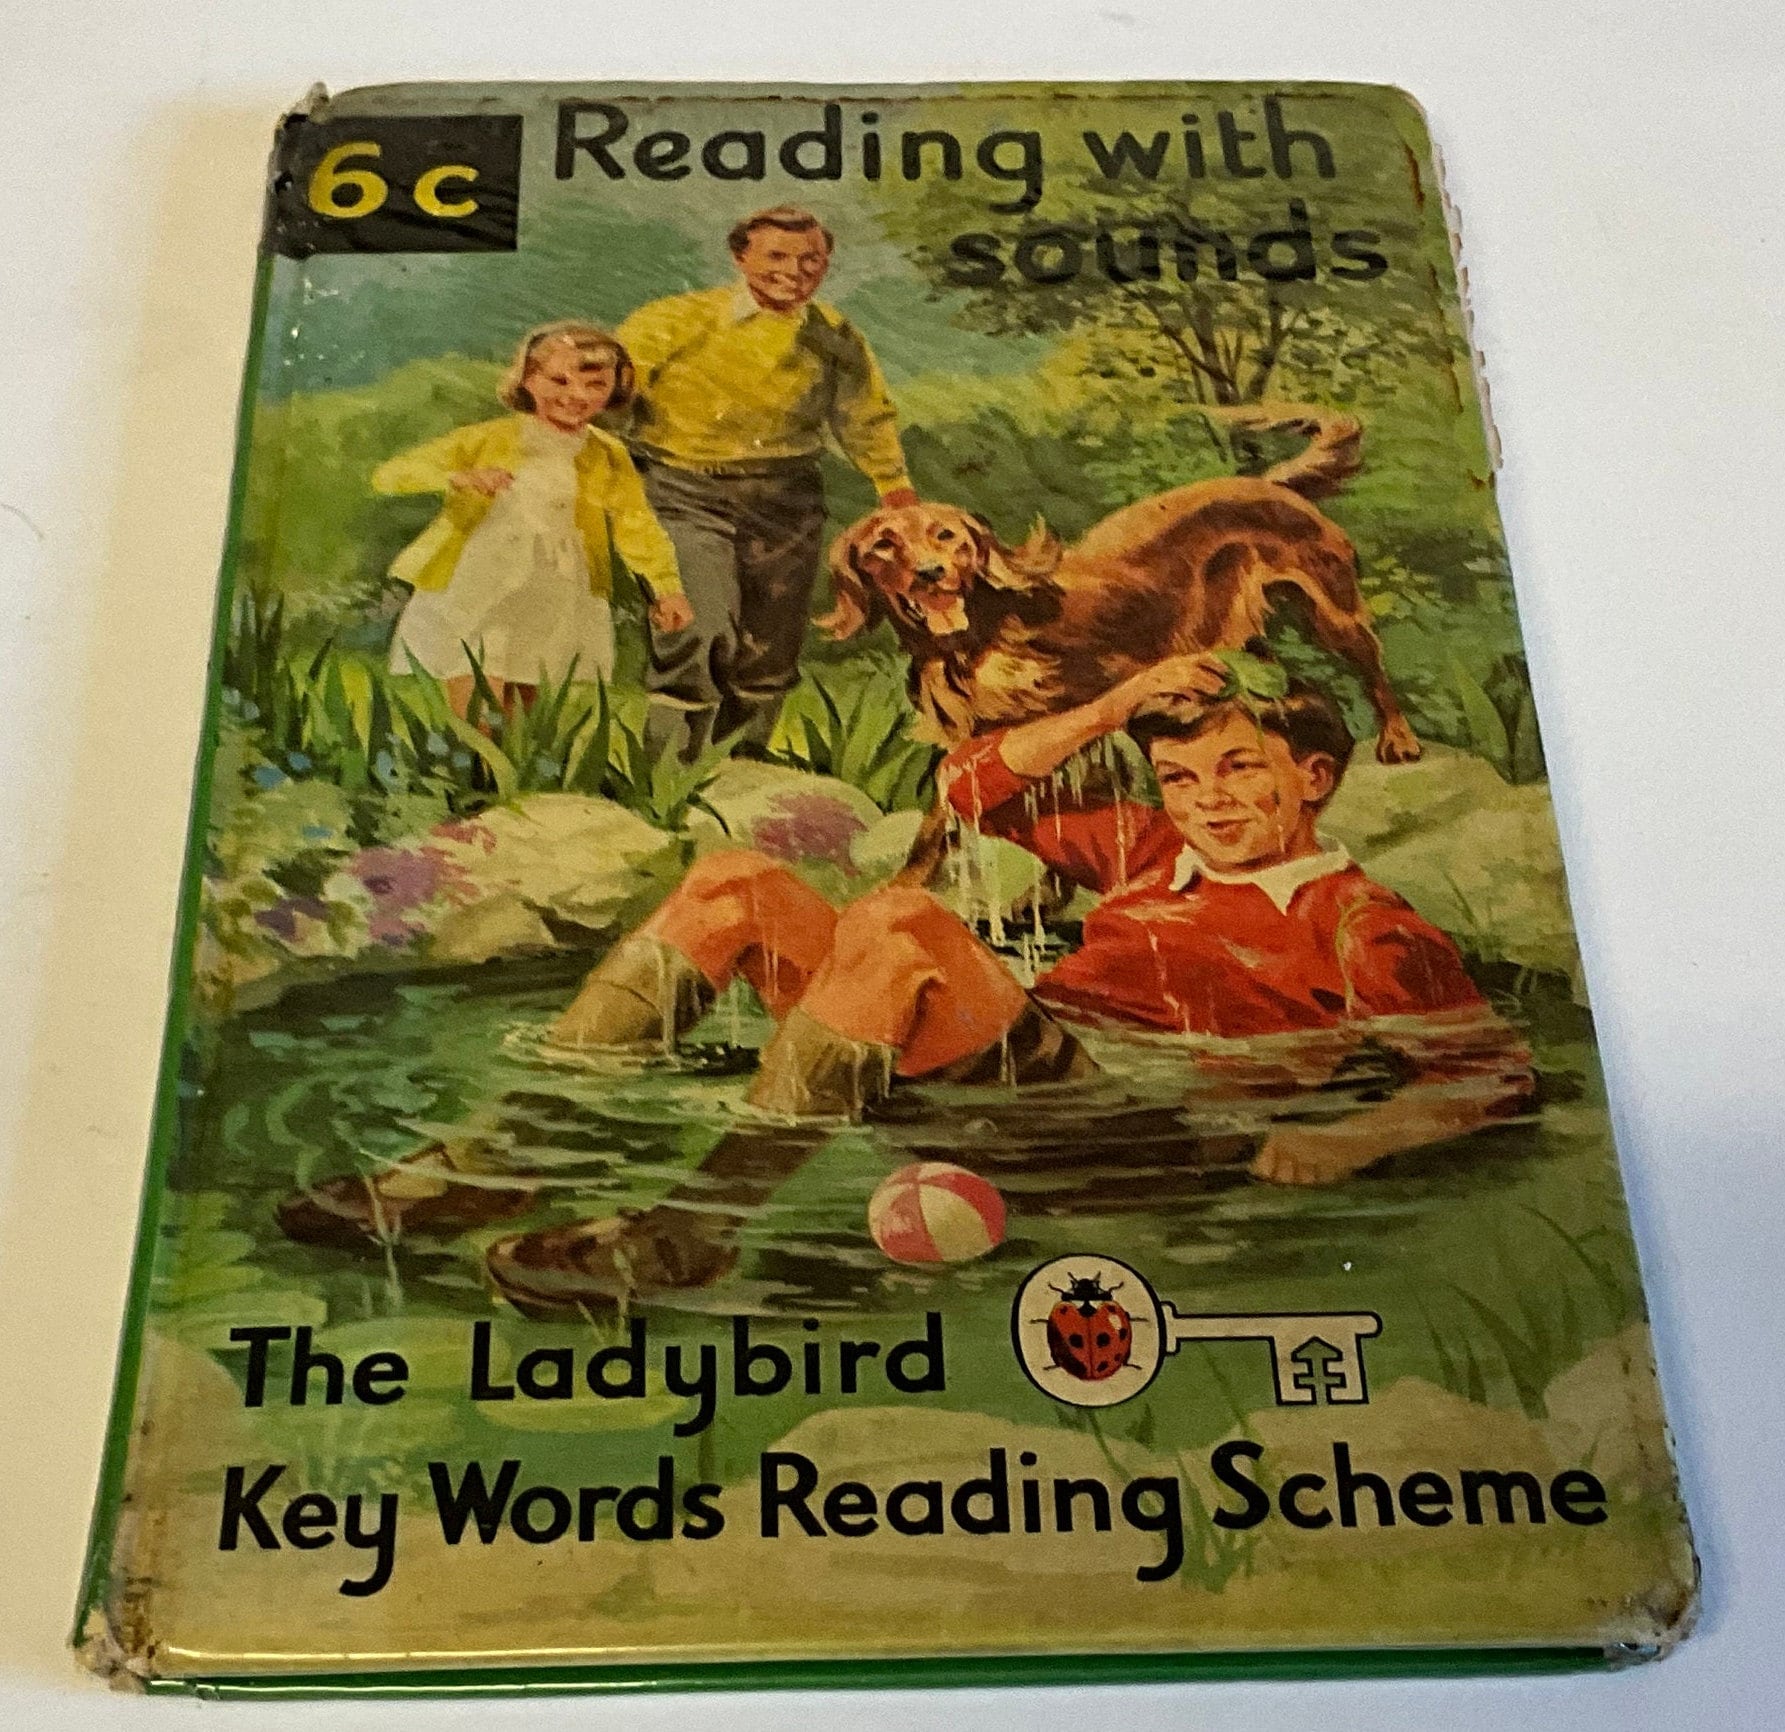 6c
Reading with
sounds
The Ladybird
Key Words Reading Scheme